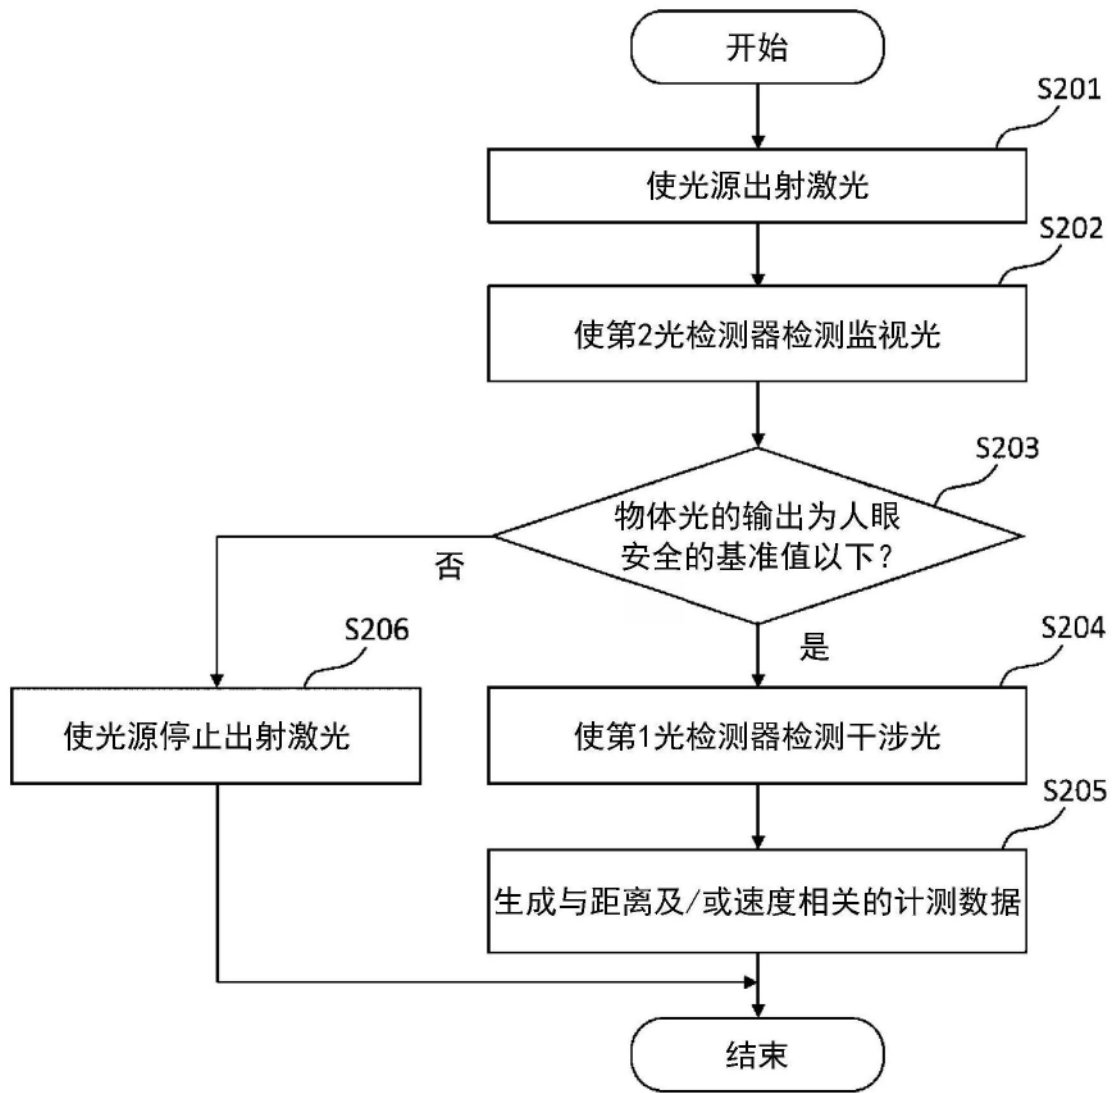 开始
S201
使光源出射激光
S202
使第2光检测器检测监视光
S203
物体光的输出为人眼
安全的基准值以下?
否
是
S206
S204
使光源停止出射激光
使第1光检测器检测干涉光
S205
生成与距离及/或速度相关的计测数据
结束